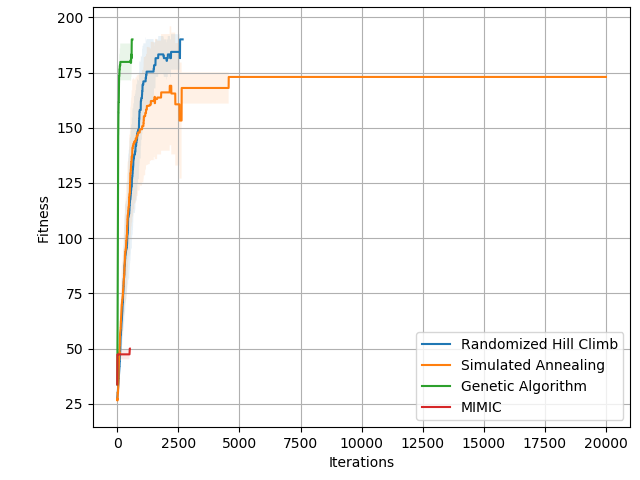 200
175
150
125
100
75
50
25
Fitness
0 2500 5000 7500 10000 12500 15000 17500 20000
Iterations
Randomized Hill Climb
Simulated Annealing
Genetic Algorithm
MIMIC